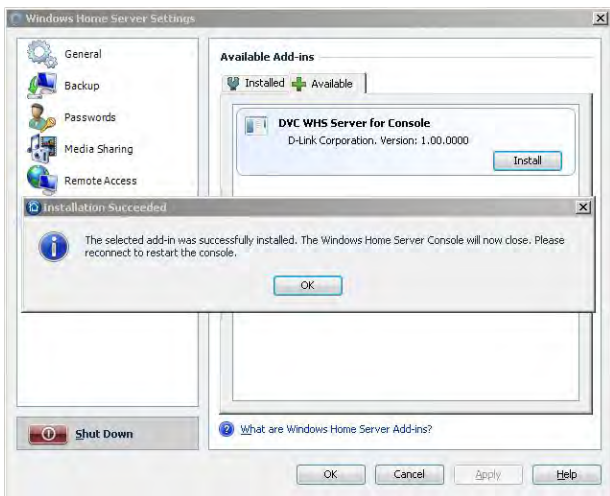 Windows Home Server Settings
General
Backup
Passwords
Media Sharing
Remote Access
Available Add-ins
Installed Available
DVC WHS Server for Console
D-Link Corporation. Version: 1.00.0000
Install
Installation Succeeded
The selected add-in was successfully installed. The Windows Home Server Console will now close. Please
reconnect to restart the console.
OK
Shut Down
What are Windows Home Server Add-ins?
OK Cancel Apply Help